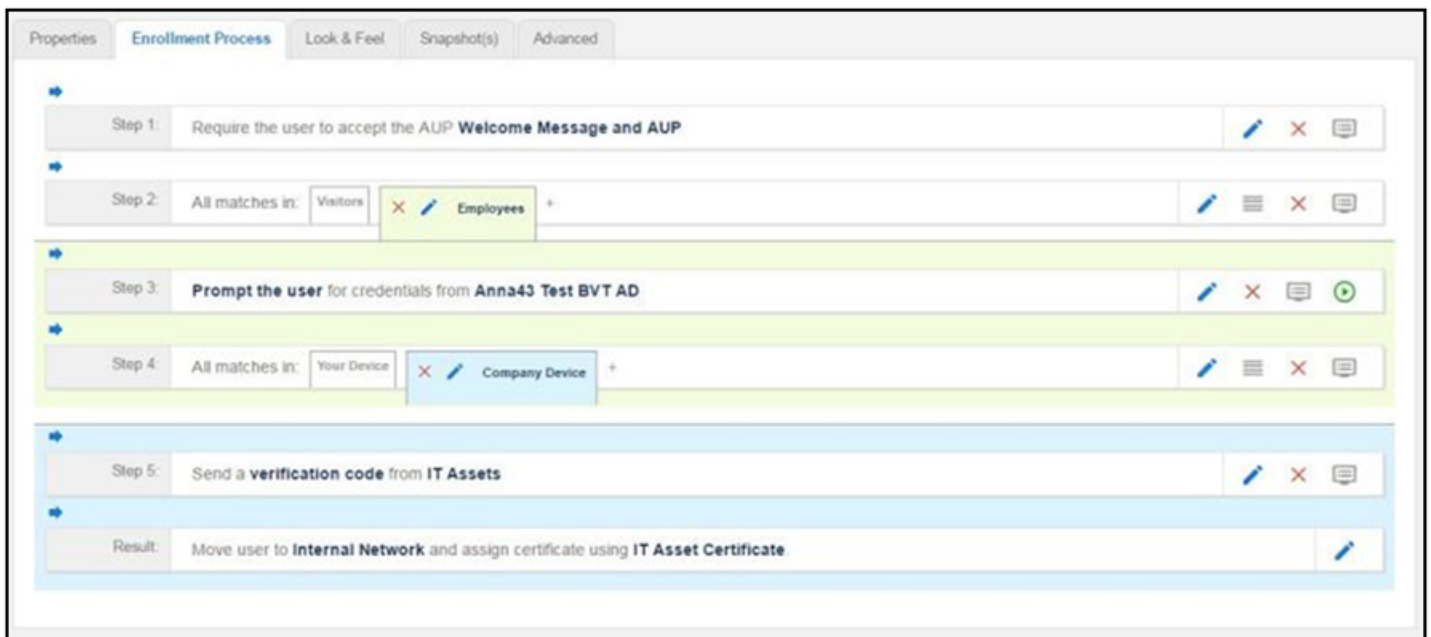 Properties Enrollment Process Look & Feel Snapshot(s) Advanced
Step 1: Require the user to accept the AUP Welcome Message and AUP
Step 2: All matches in: Visitors Employees +
Step 3: Prompt the user for credentials from Anna43 Test BVT AD
Step 4: All matches in: Your Device Company Device +
Step 5: Send a verification code from IT Assets
Result: Move user to Internal Network and assign certificate using IT Asset Certificate.